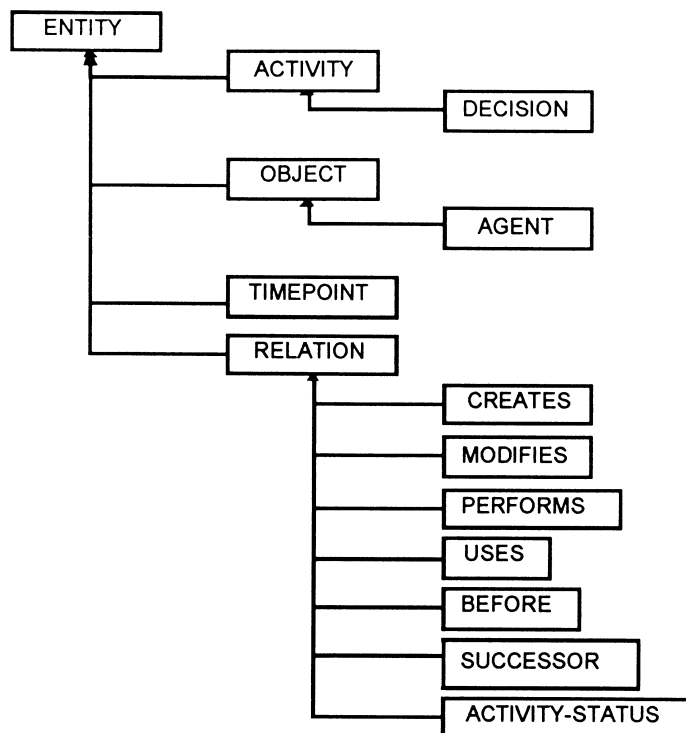 ENTITY
ACTIVITY
DECISION
OBJECT
AGENT
TIMEPOINT
RELATION
CREATES
MODIFIES
PERFORMS
USES
BEFORE
SUCCESSOR
ACTIVITY-STATUS